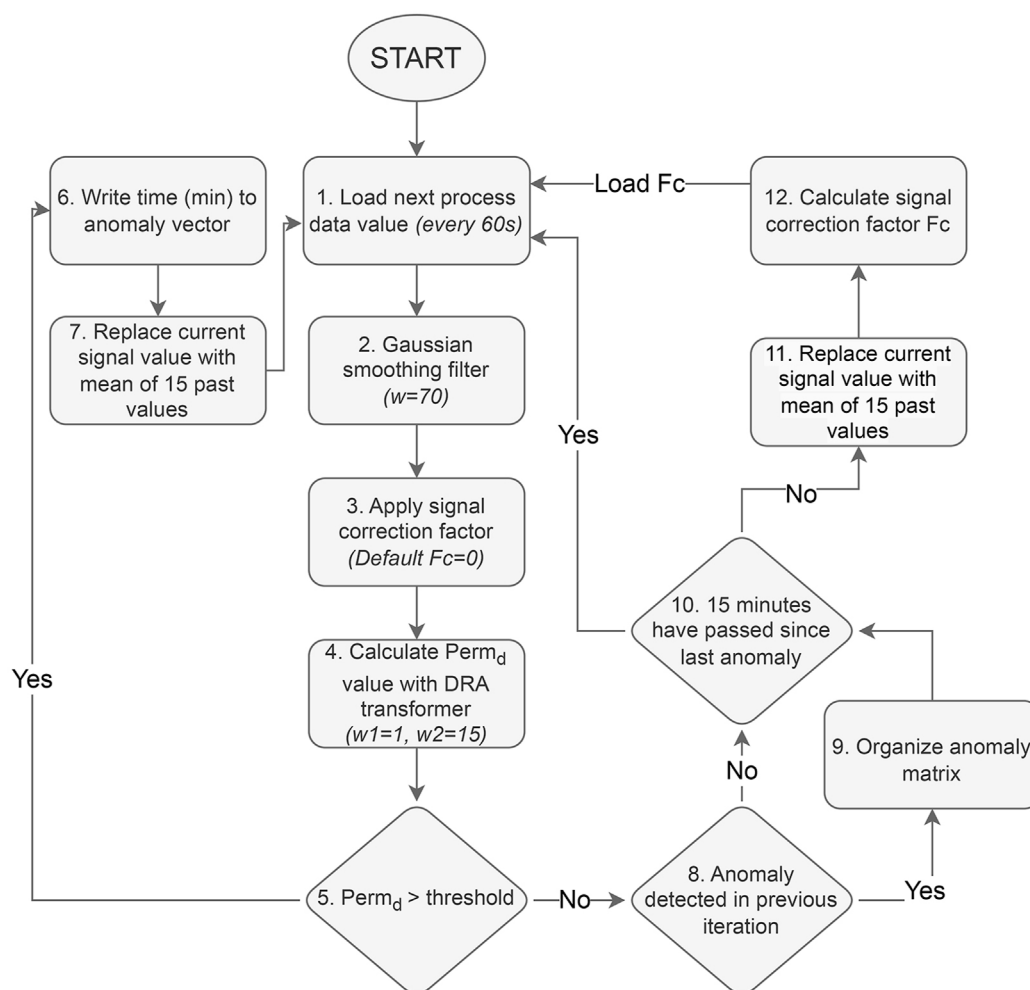 START
6. Write time (min) to
anomaly vector
1. Load next process
data value (every 60s)
Load Fc
12. Calculate signal
correction factor Fc
7. Replace current
signal value with
mean of 15 past
values
2. Gaussian
smoothing filter
(w=70)
11. Replace current
signal value with
mean of 15 past
values
Yes
No
3. Apply signal
correction factor
(Default Fc=0)
10. 15 minutes
have passed since
last anomaly
4. Calculate Permd
value with DRA
transformer
(w1=1, w2=15)
Yes
9. Organize anomaly
matrix
No
5. Permd > threshold
No
8. Anomaly
detected in previous
iteration
Yes